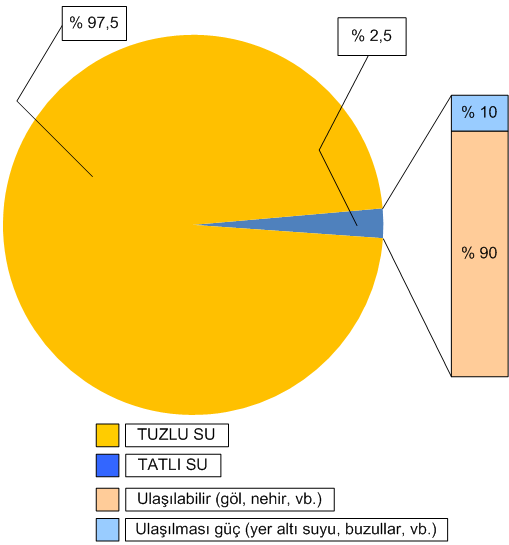 % 97,5
% 2,5
% 10
% 90
TUZLU SU
TATLI SU
Ulaşılabilir (göl, nehir, vb.)
Ulaşılması güç (yer altı suyu, buzullar, vb.)